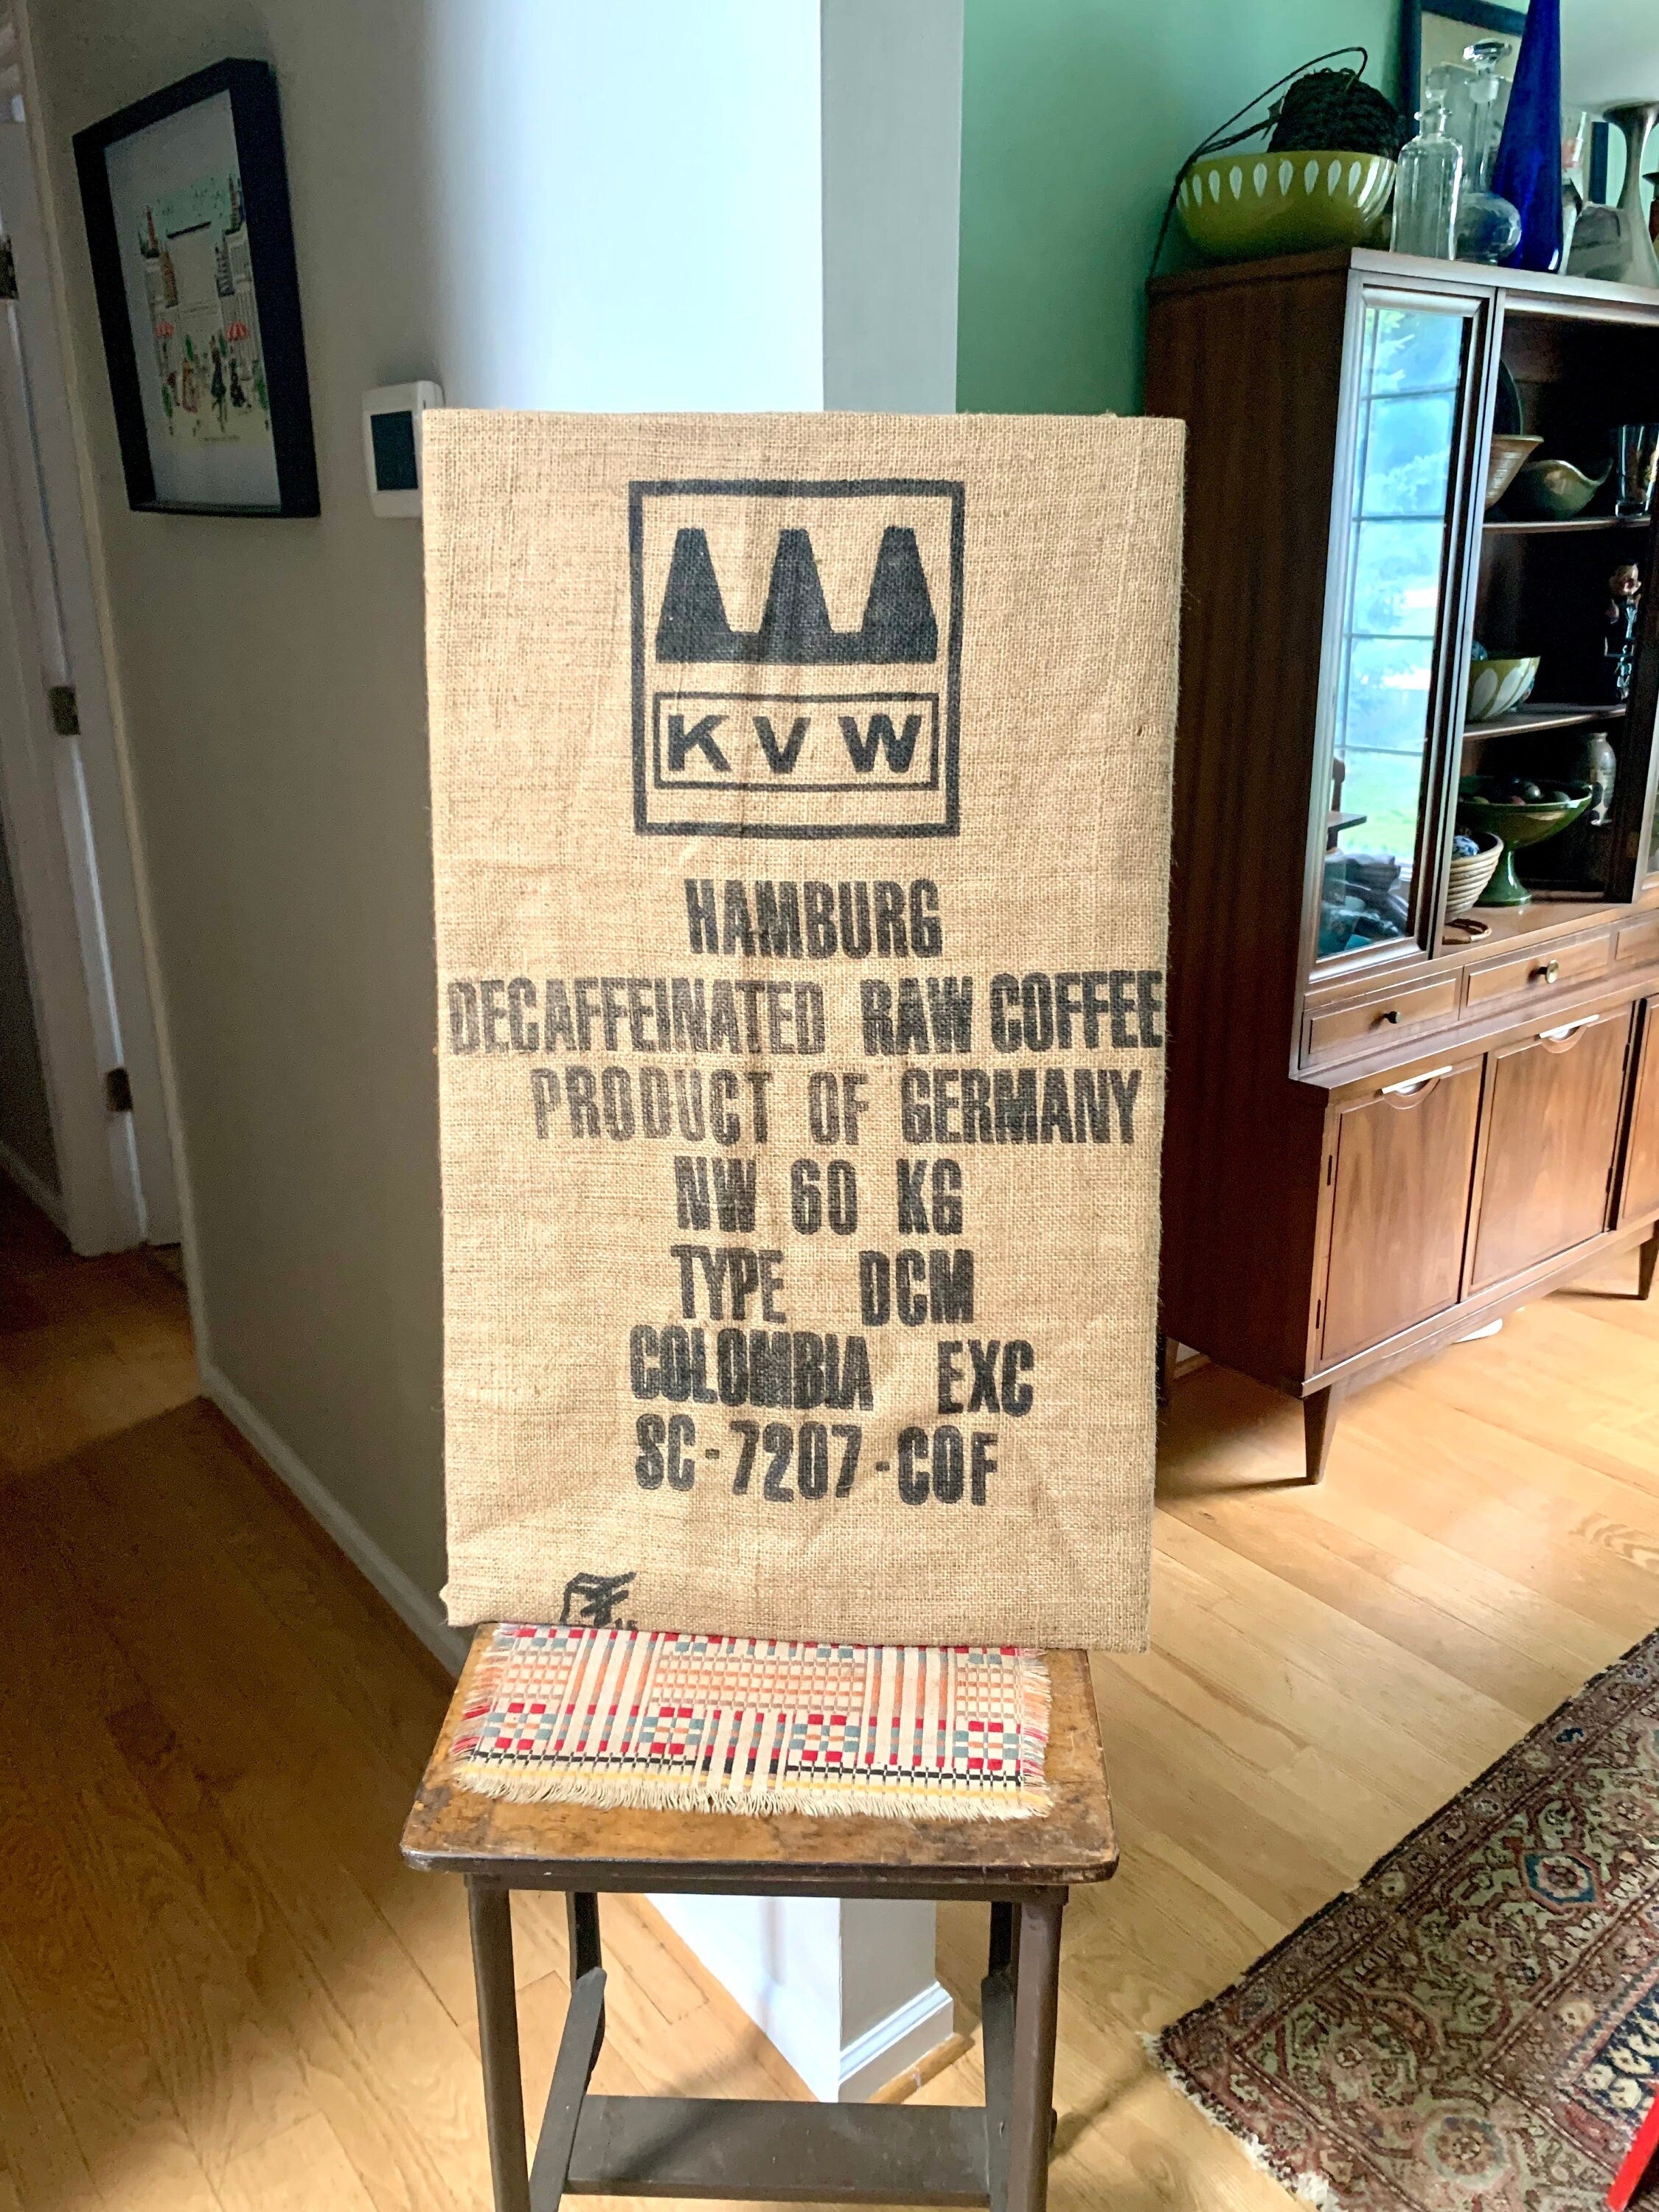 KVW
HAMBURG
DECAFFEINATED RAW COFFEE
PRODUCT OF GERMANY
NW 60 KG
TYPE DCM
COLOMBIA EXC
SC-7207-COF